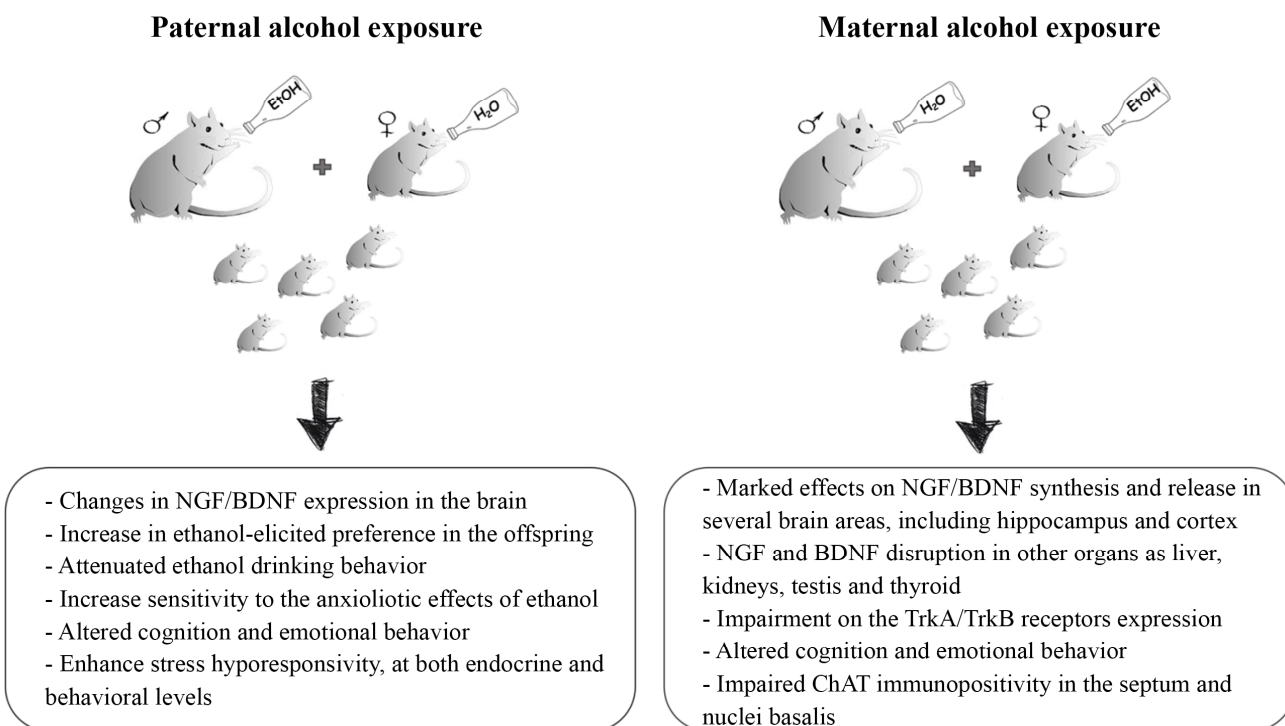 Paternal alcohol exposure
♂
EtOH
+
♀
H₂O
- Changes in NGF/BDNF expression in the brain
- Increase in ethanol-elicited preference in the offspring
- Attenuated ethanol drinking behavior
- Increase sensitivity to the anxioliotic effects of ethanol
- Altered cognition and emotional behavior
- Enhance stress hyporesponsivity, at both endocrine and
behavioral levels
Maternal alcohol exposure
♂
H₂O
+
♀
EtOH
- Marked effects on NGF/BDNF synthesis and release in
several brain areas, including hippocampus and cortex
- NGF and BDNF disruption in other organs as liver,
kidneys, testis and thyroid
- Impairment on the TrkA/TrkB receptors expression
- Altered cognition and emotional behavior
- Impaired ChAT immunopositivity in the septum and
nuclei basalis